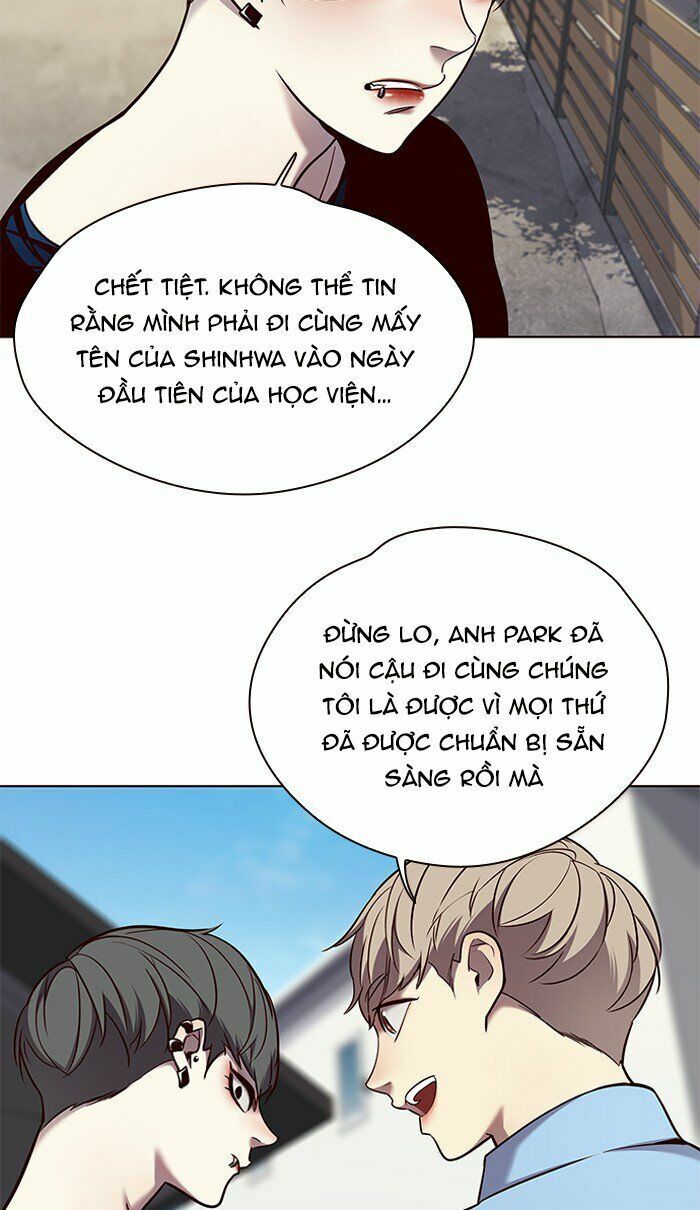 CHẾT TIỆT. KHÔNG THỂ TIN
RẰNG MÌNH PHẢI ĐI CÙNG MẤY
TÊN CỦA SHINHWA VÀO NGÀY
ĐẦU TIÊN CỦA HỌC VIỆN...
ĐỪNG LO, ANH PARK ĐÃ
NÓI CẬU ĐI CÙNG CHÚNG
TÔI LÀ ĐƯỢC VÌ MỌI THỨ
ĐÃ ĐƯỢC CHUẨN BỊ SẴN
SÀNG RỒI MÀ